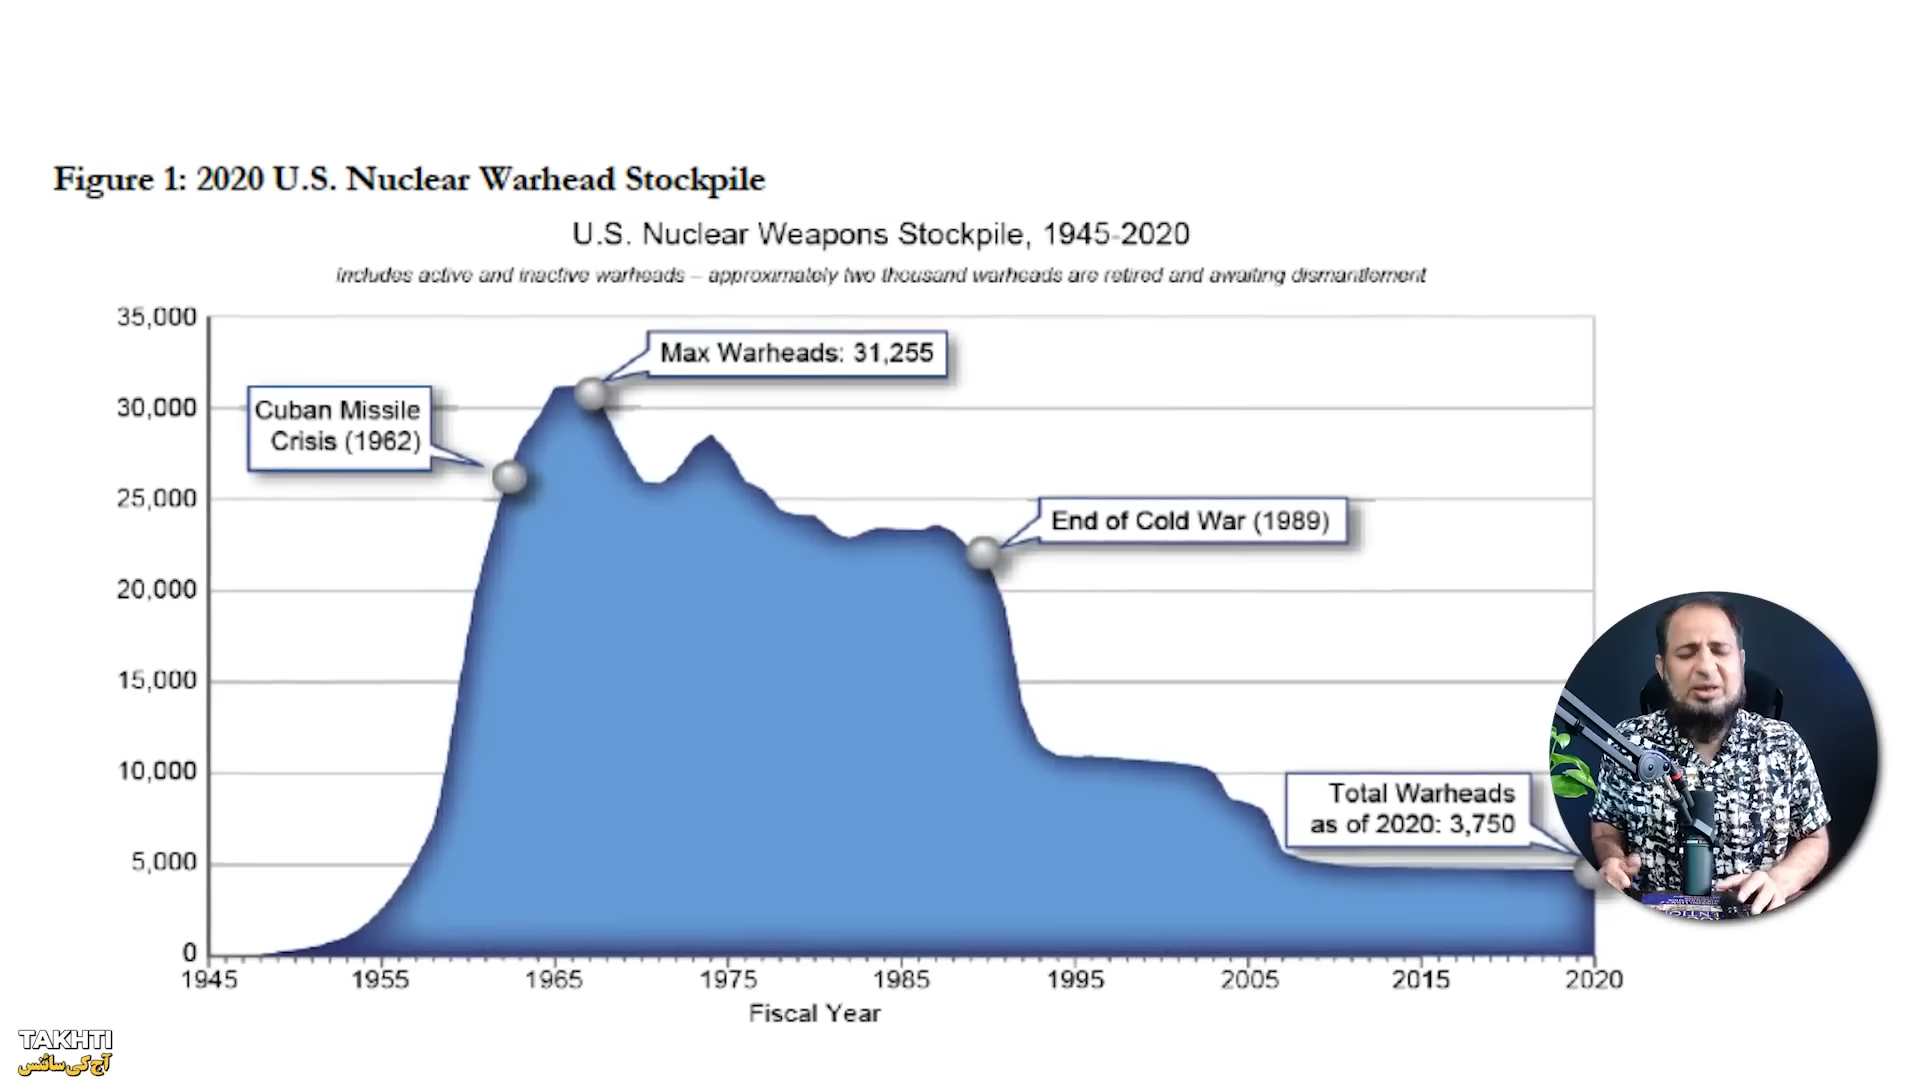 Figure 1: 2020 U.S. Nuclear Warhead Stockpile
U.S. Nuclear Weapons Stockpile, 1945-2020
includes active and inactive warheads – approximately two thousand warheads are retired and awaiting dismantlement
35,000
30,000
25,000
20,000
15,000
10,000
5,000
0
Max Warheads: 31,255
Cuban Missile
Crisis (1962)
End of Cold War (1989)
Total Warheads
as of 2020: 3,750
1945 1955 1965 1975 1985 1995 2005 2015 2020
Fiscal Year
TAKHTI
آج کی سائنس